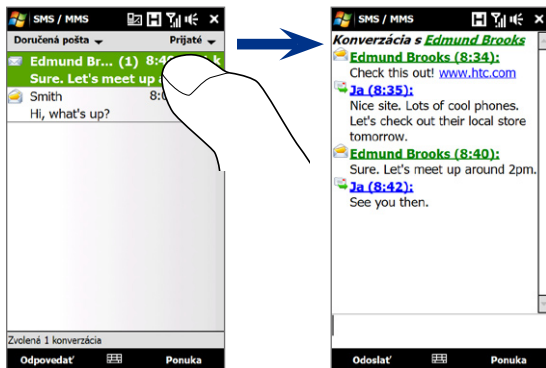 SMS / MMS
Doručená pošta
Prijaté
Edmund Br... (1)
Sure. Let's meet up
Smith
Hi, what's up?
Zvolená 1 konverzácia
Odpovedať
Ponuka
SMS / MMS
Konverzácia s Edmund Brooks
Edmund Brooks (8:34):
Check this out! www.htc.com
Ja (8:35):
Nice site. Lots of cool phones.
Let's check out their local store
tomorrow.
Edmund Brooks (8:40):
Sure. Let's meet up around 2pm.
Ja (8:42):
See you then.
Odoslať
Ponuka